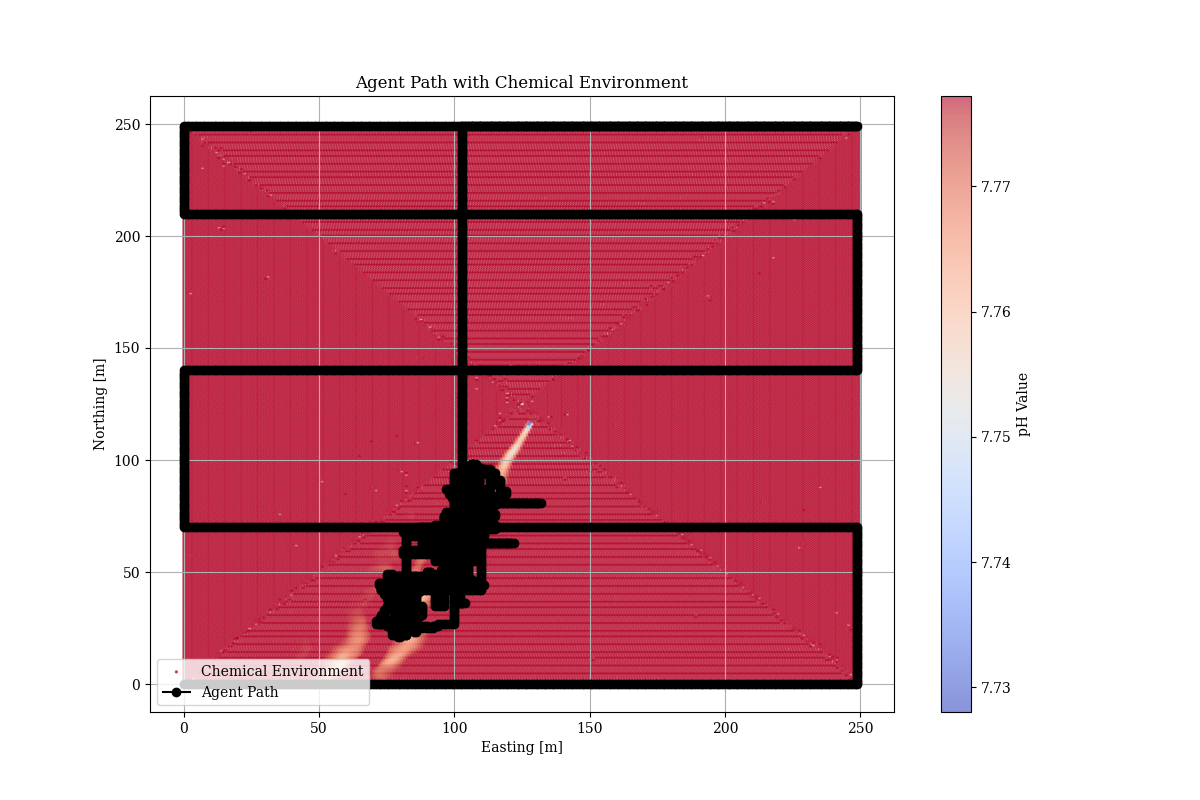 Agent Path with Chemical Environment
250
200
150
100
50
0
Northing [m]
0 50 100 150 200 250
Easting [m]
Chemical Environment
Agent Path
7.77
7.76
7.75
7.74
7.73
pH Value